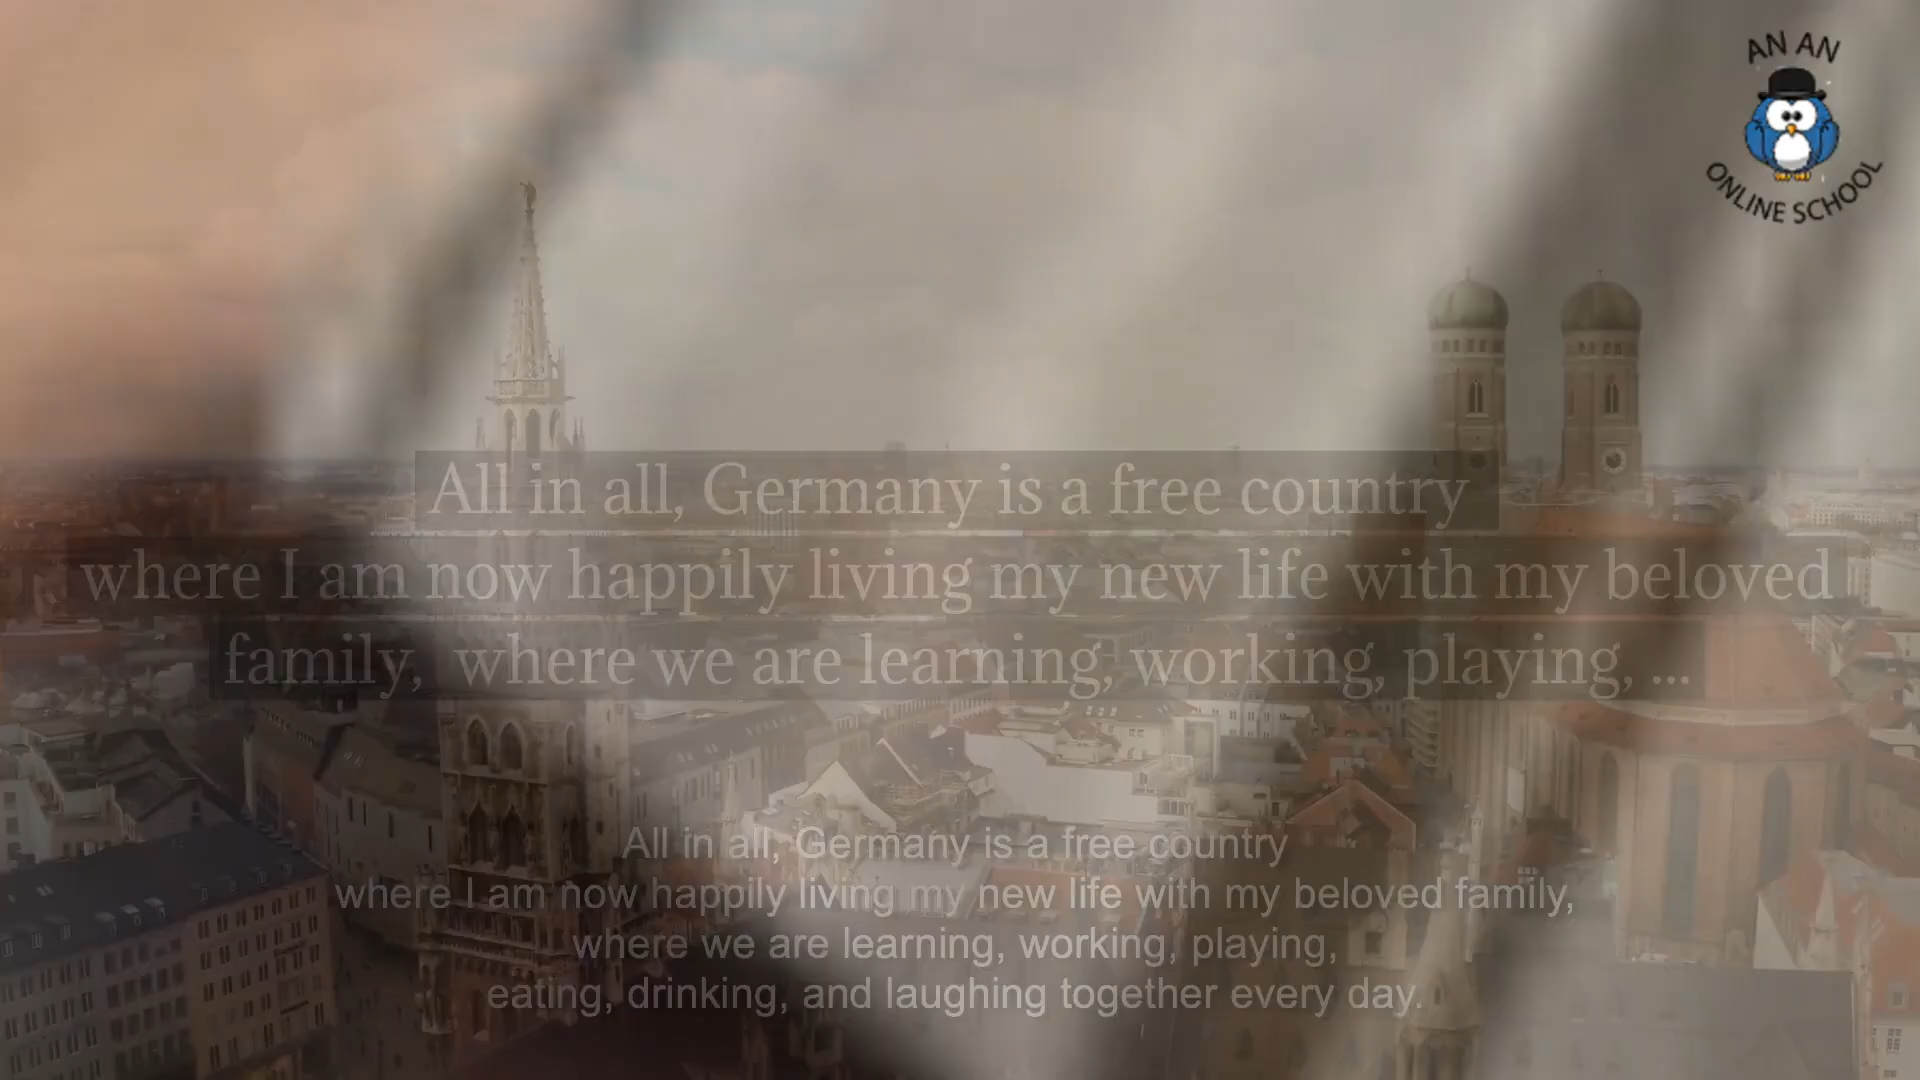 AN AN
ONLINE SCHOOL
All in all, Germany is a free country
where I am now happily living my new life with my beloved
family, where we are learning, working, playing, ...
All in all, Germany is a free country
where I am now happily living my new life with my beloved family,
where we are learning, working, playing,
eating, drinking, and laughing together every day.